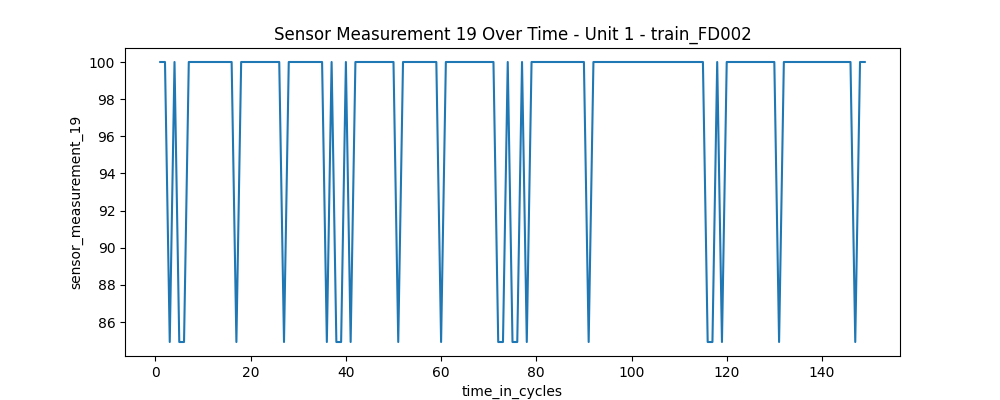 Sensor Measurement 19 Over Time - Unit 1 - train_FD002
100
98
96
94
92
90
88
86
sensor_measurement_19
0 20 40 60 80 100 120 140
time_in_cycles